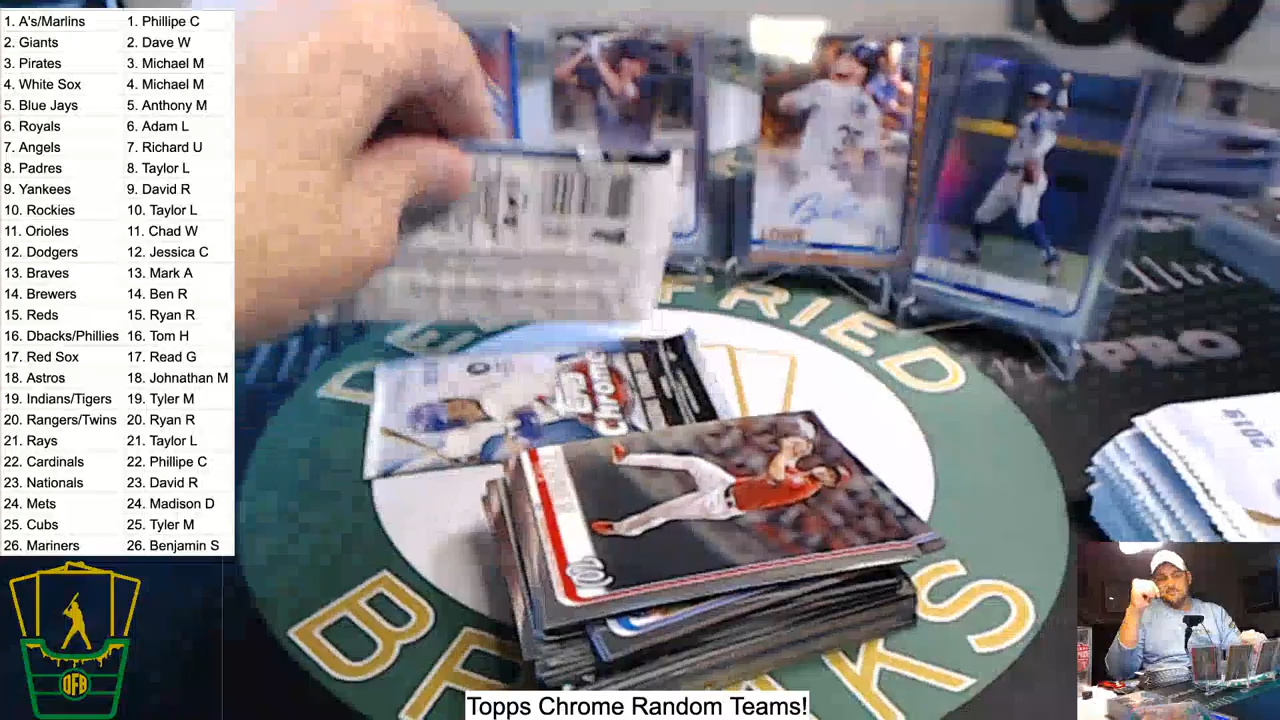 1. A's/Marlins 1. Phillipe C
2. Giants 2. Dave W
3. Pirates 3. Michael M
4. White Sox 4. Michael M
5. Blue Jays 5. Anthony M
6. Royals 6. Adam L
7. Angels 7. Richard U
8. Padres 8. Taylor L
9. Yankees 9. David R
10. Rockies 10. Taylor L
11. Orioles 11. Chad W
12. Dodgers 12. Jessica C
13. Braves 13. Mark A
14. Brewers 14. Ben R
15. Reds 15. Ryan R
16. Dbacks/Phillies 16. Tom H
17. Red Sox 17. Read G
18. Astros 18. Johnathan M
19. Indians/Tigers 19. Tyler M
20. Rangers/Twins 20. Ryan R
21. Rays 21. Taylor L
22. Cardinals 22. Phillipe C
23. Nationals 23. David R
24. Mets 24. Madison D
25. Cubs 25. Tyler M
26. Mariners 26. Benjamin S
LOWE
FRIED
Ultra
PRO
CHROME
W
2019
DFB
Topps Chrome Random Teams!